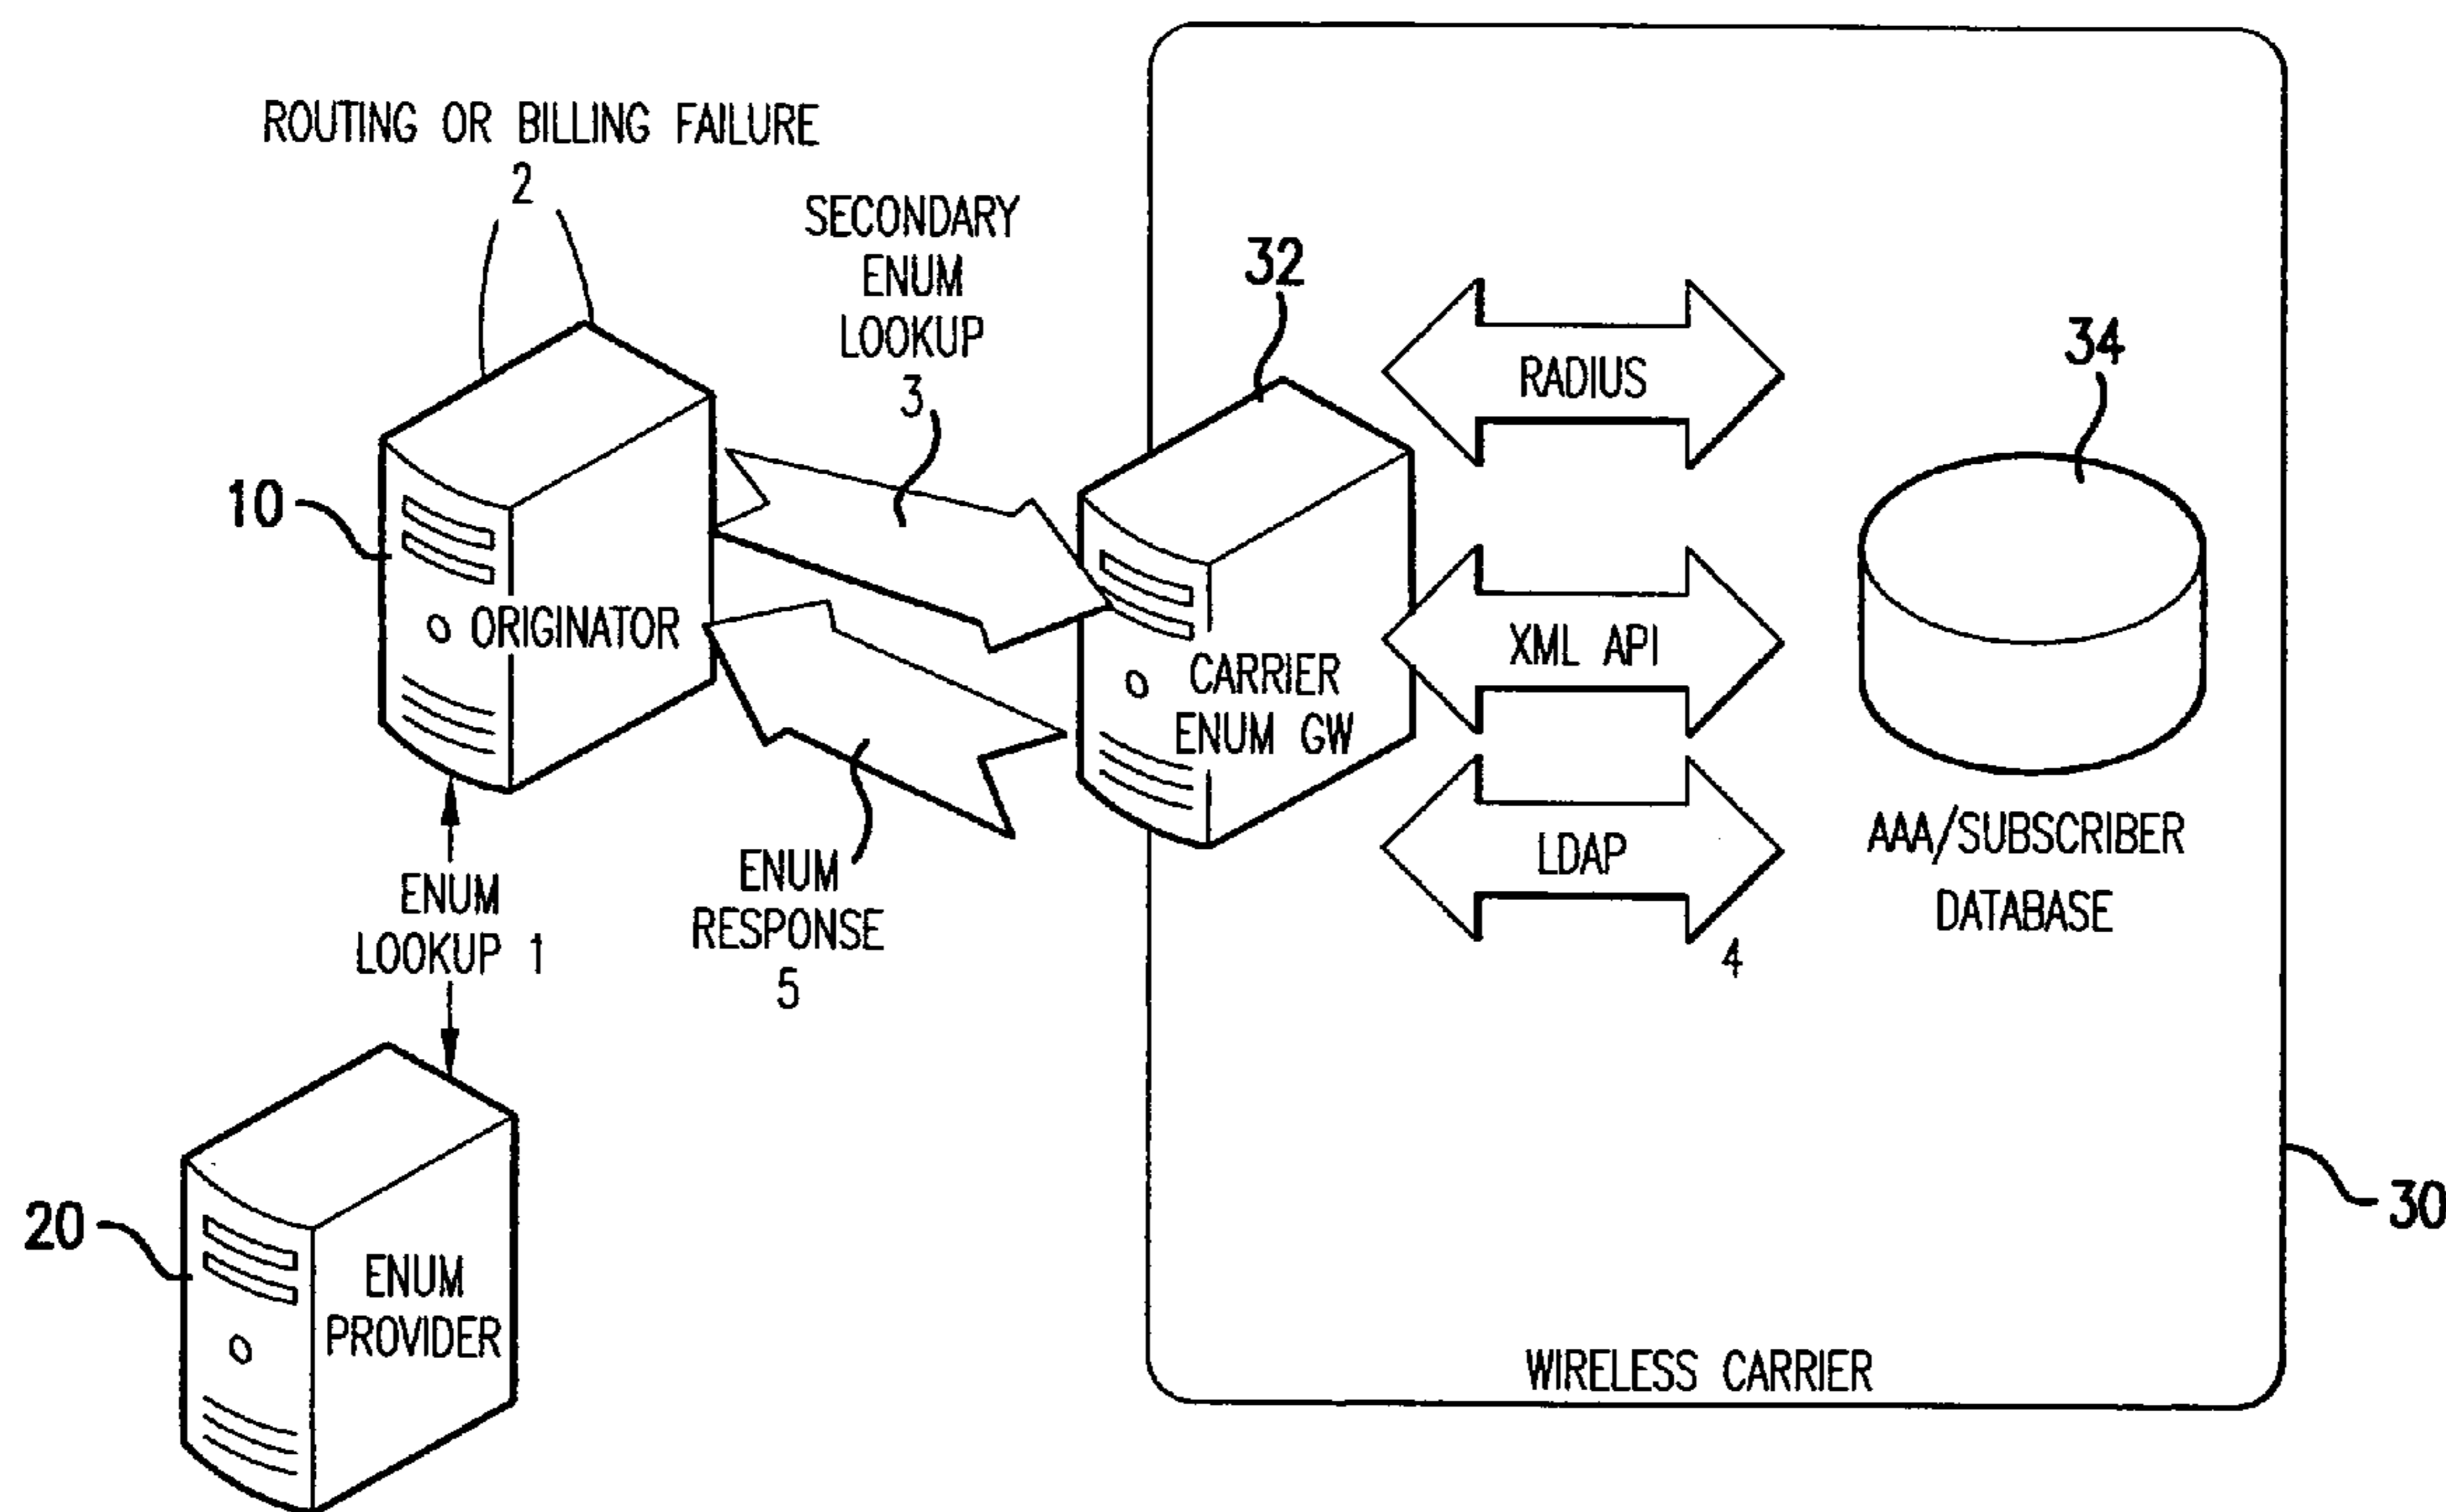 ROUTING OR BILLING FAILURE
2
SECONDARY
ENUM
LOOKUP
3
32
34
RADIUS
10
ORIGINATOR
XML API
CARRIER
ENUM GW
LDAP
4
AAA/SUBSCRIBER
DATABASE
ENUM
RESPONSE
5
ENUM
LOOKUP 1
20
ENUM
PROVIDER
30
WIRELESS CARRIER